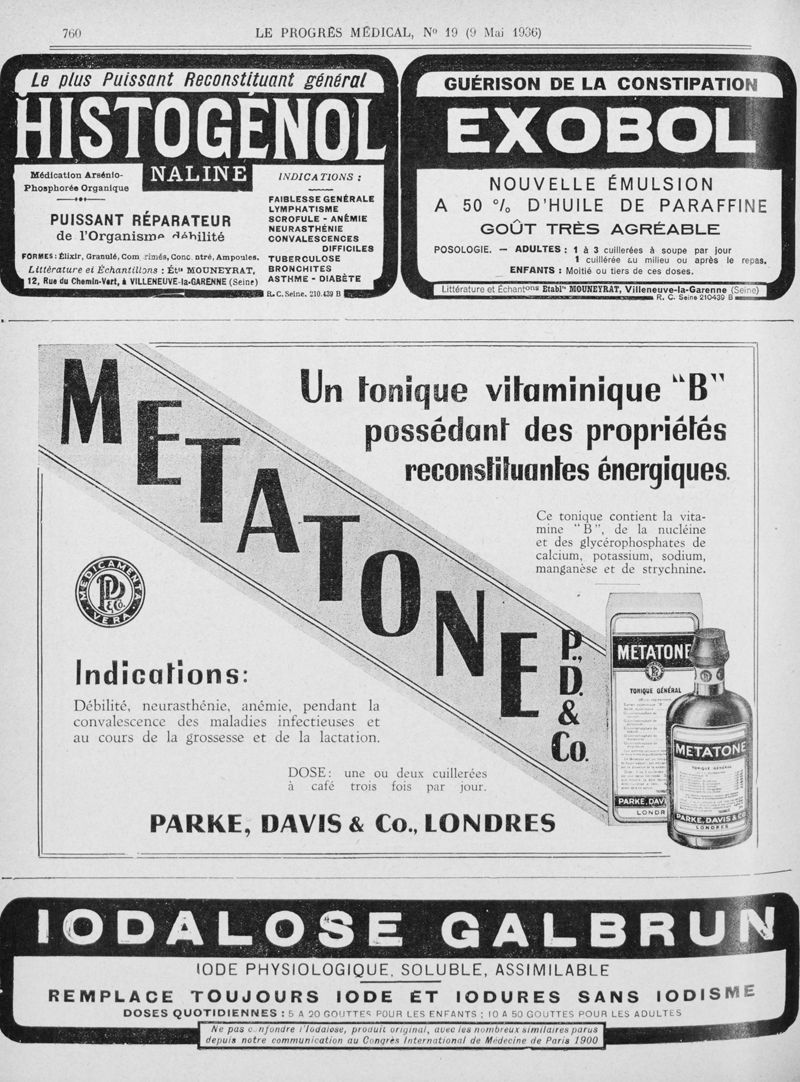 760
LE PROGRÈS MÉDICAL, No 19 (9 Mai 1936)
Le plus Puissant Reconstituant général
HISTOGÉNOL
NALINE
Médication Arsénio-
Phosphorée Organique
PUISSANT RÉPARATEUR
de l'Organisme débilité
FORMES: Élixir, Granulé, Comprimés, Concentré, Ampoules.
Littérature et Échantillons : Éts MOUNEYRAT,
12, Rue du Chemin-Vert, à VILLENEUVE-la-GARENNE (Seine)
INDICATIONS :
FAIBLESSE GÉNÉRALE
LYMPHATISME
SCROFULE - ANÉMIE
NEURASTHÉNIE
CONVALESCENCES
DIFFICILES
TUBERCULOSE
BRONCHITES
ASTHME - DIABÈTE
R. C. Seine, 210.439 B
GUÉRISON DE LA CONSTIPATION
EXOBOL
NOUVELLE ÉMULSION
A 50 % D'HUILE DE PARAFFINE
GOÛT TRÈS AGRÉABLE
POSOLOGIE. — ADULTES : 1 à 3 cuillerées à soupe par jour
1 cuillérée au milieu ou après le repas.
ENFANTS : Moitié ou tiers de ces doses.
Littérature et Échantons Etablts MOUNEYRAT, Villeneuve-la-Garenne (Seine)
R. C. Seine 210439 B
METATONE
P., D. & Co.
Un tonique vitaminique "B"
possédant des propriétés
reconstituantes énergiques.
Ce tonique contient la vita-
mine "B", de la nucléine
et des glycérophosphates de
calcium, potassium, sodium,
manganèse et de strychnine.
MEDICAMENTA
P.D. & Co.
VERA
Indications:
Débilité, neurasthénie, anémie, pendant la
convalescence des maladies infectieuses et
au cours de la grossesse et de la lactation.
DOSE: une ou deux cuillerées
à café trois fois par jour.
PARKE, DAVIS & Co., LONDRES
METATONE
TONIQUE GÉNÉRAL
PARKE, DAVI
LONDR
METATONE
TONIQUE GÉNÉRAL
PARKE, DAVIS & Co
LONDRES
IODALOSE GALBRUN
IODE PHYSIOLOGIQUE, SOLUBLE, ASSIMILABLE
REMPLACE TOUJOURS IODE ET IODURES SANS IODISME
DOSES QUOTIDIENNES : 5 A 20 GOUTTES POUR LES ENFANTS ; 10 A 50 GOUTTES POUR LES ADULTES
Ne pas confondre l'Iodalose, produit original, avec les nombreux similaires parus
depuis notre communication au Congrès International de Médecine de Paris 1900